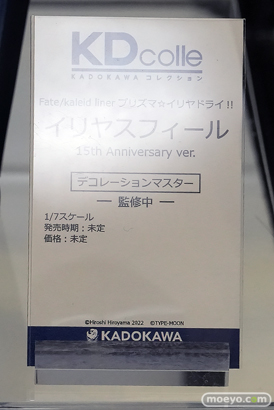 KDcolle
KADOKAWA コレクション
Fate/kaleid liner プリズマ☆イリヤドライ!!
イリヤスフィール
15th Anniversary ver.
デコレーションマスター
― 監修中 ―
1/7スケール
発売時期：未定
価格：未定
©Hiroshi Hiroyama 2022 ©TYPE-MOON
KADOKAWA
moeyo.com